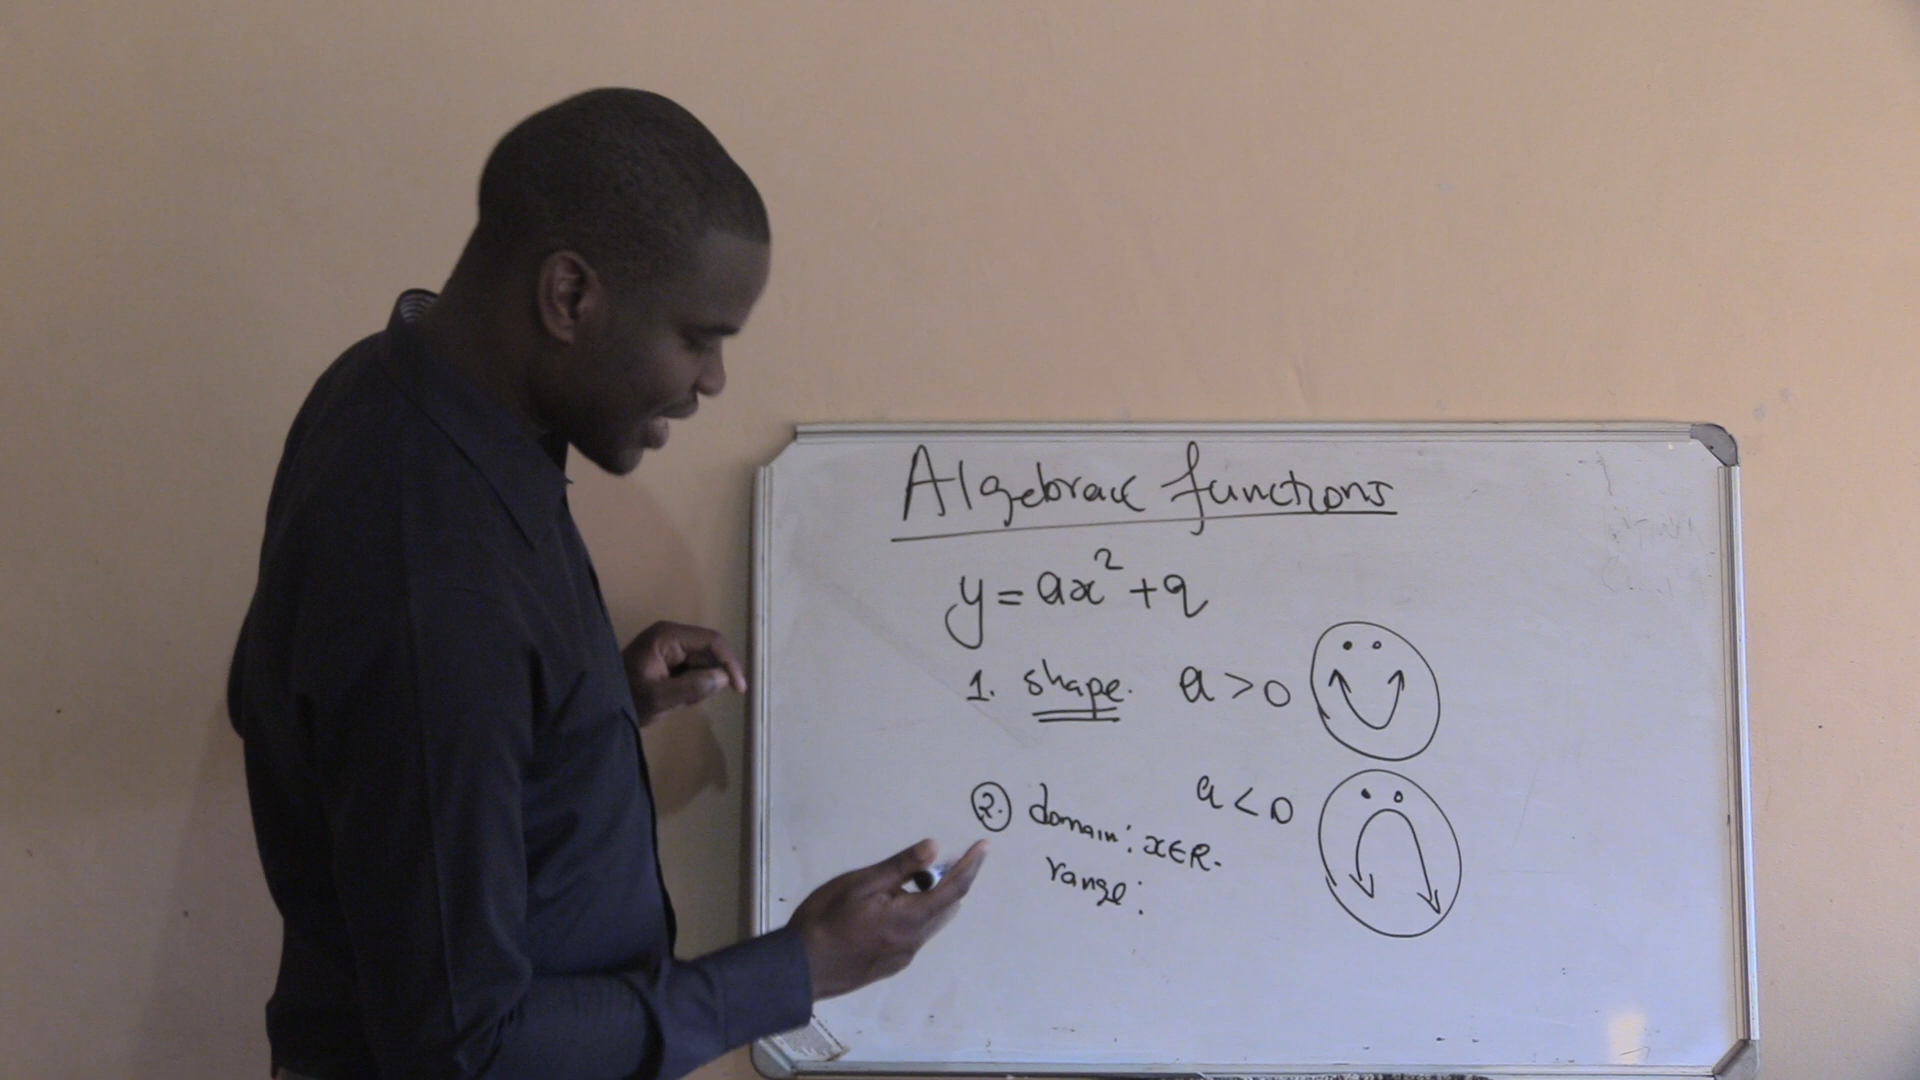 Algebraic functions
y = ax² + q
1. shape. a > 0
a < 0
2. domain: x ∈ R.
range: